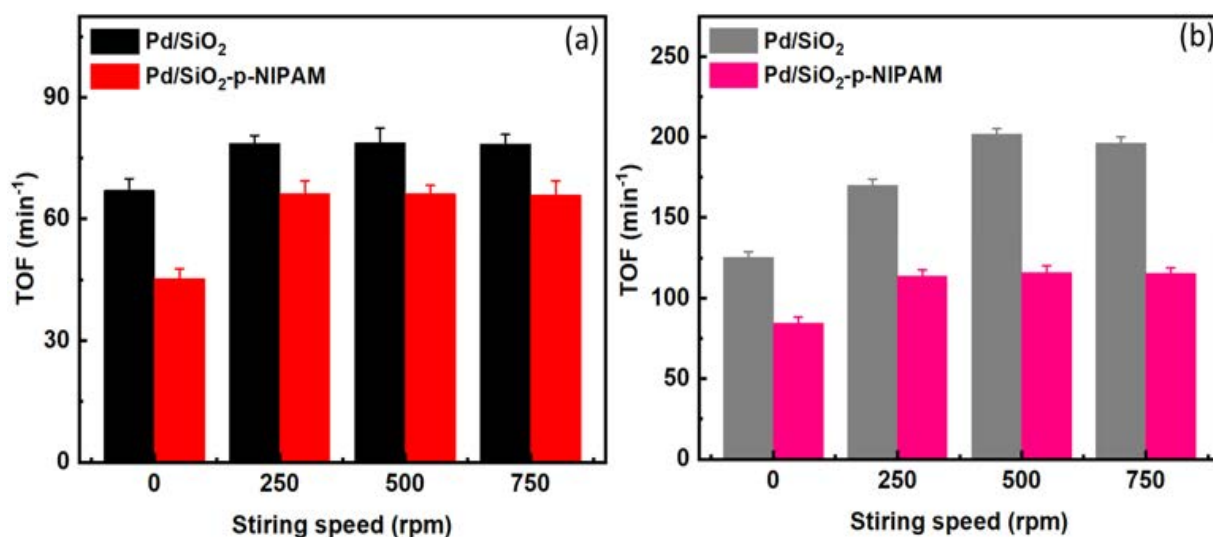 Pd/SiO₂
Pd/SiO₂-p-NIPAM
(a)
TOF (min⁻¹)
90
60
30
0
0 250 500 750
Stiring speed (rpm)
Pd/SiO₂
Pd/SiO₂-p-NIPAM
(b)
TOF (min⁻¹)
250
200
150
100
50
0
0 250 500 750
Stiring speed (rpm)